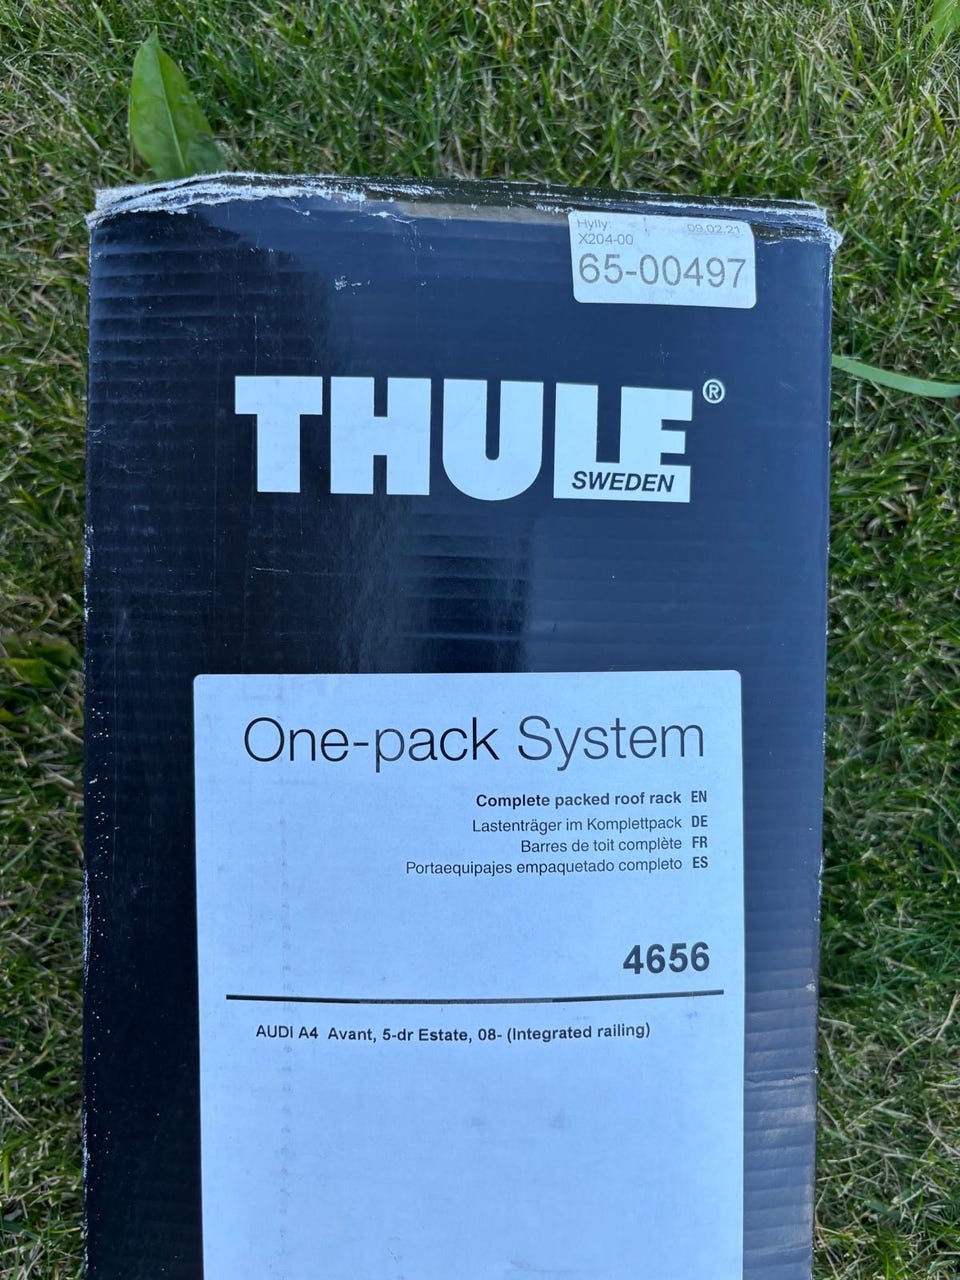 Hylly: 09.02.21
X204-00
65-00497
THULE®
SWEDEN
One-pack System
Complete packed roof rack EN
Lastenträger im Komplettpack DE
Barres de toit complète FR
Portaequipajes empaquetado completo ES
4656
AUDI A4 Avant, 5-dr Estate, 08- (Integrated railing)